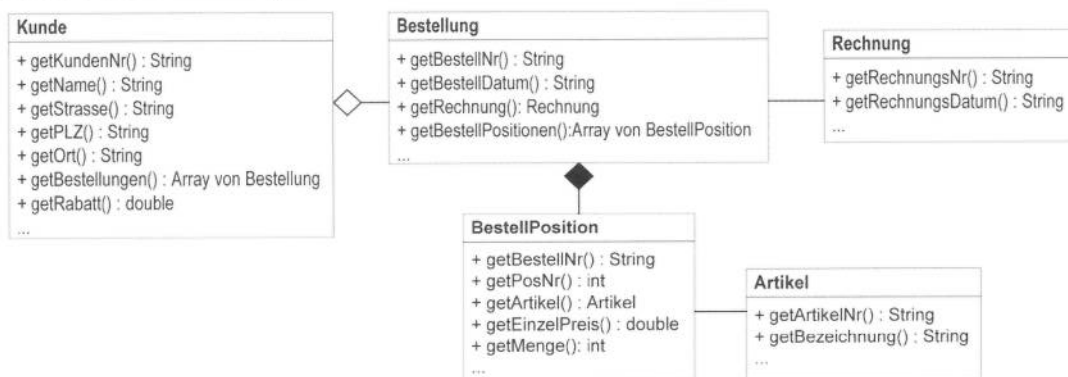 Kunde
+ getKundenNr() : String
+ getName() : String
+ getStrasse() : String
+ getPLZ() : String
+ getOrt() : String
+ getBestellungen() : Array von Bestellung
+ getRabatt() : double
...
Bestellung
+ getBestellNr() : String
+ getBestellDatum() : String
+ getRechnung(): Rechnung
+ getBestellPositionen():Array von BestellPosition
...
Rechnung
+ getRechnungsNr() : String
+ getRechnungsDatum() : String
...
BestellPosition
+ getBestellNr() : String
+ getPosNr() : int
+ getArtikel() : Artikel
+ getEinzelPreis() : double
+ getMenge(): int
...
Artikel
+ getArtikelNr() : String
+ getBezeichnung() : String
...